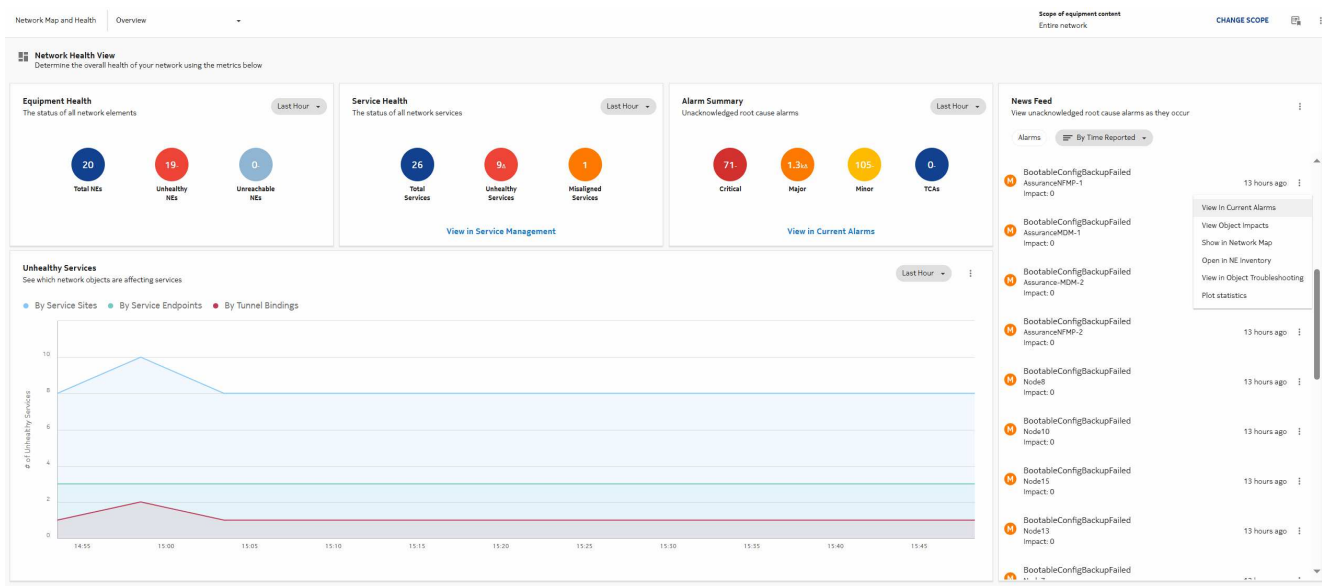 Network Map and Health
Overview
Scope of equipment content
Entire network
CHANGE SCOPE
Network Health View
Determine the overall health of your network using the metrics below
Equipment Health
The status of all network elements
Last Hour
20
Total NEs
19-
Unhealthy
NEs
0-
Unreachable
NEs
Service Health
The status of all network services
Last Hour
26
Total
Services
9
Unhealthy
Services
1
Misaligned
Services
View in Service Management
Alarm Summary
Unacknowledged root cause alarms
Last Hour
71-
Critical
1.3k
Major
105-
Minor
0-
TCAs
View in Current Alarms
Unhealthy Services
See which network objects are affecting services
Last Hour
By Service Sites
By Service Endpoints
By Tunnel Bindings
# of Unhealthy Services
10
8
6
4
2
0
14:55 15:00 15:05 15:10 15:15 15:20 15:25 15:30 15:35 15:40 15:45
News Feed
View unacknowledged root cause alarms as they occur
Alarms
By Time Reported
M
BootableConfigBackupFailed
AssuranceNFMP-1
Impact: 0
13 hours ago
View In Current Alarms
View Object Impacts
Show in Network Map
Open in NE Inventory
View in Object Troubleshooting
Plot statistics
M
BootableConfigBackupFailed
AssuranceMDM-1
Impact: 0
M
BootableConfigBackupFailed
Assurance-MDM-2
Impact: 0
M
BootableConfigBackupFailed
AssuranceNFMP-2
Impact: 0
13 hours ago
M
BootableConfigBackupFailed
Node8
Impact: 0
13 hours ago
M
BootableConfigBackupFailed
Node10
Impact: 0
13 hours ago
M
BootableConfigBackupFailed
Node15
Impact: 0
13 hours ago
M
BootableConfigBackupFailed
Node13
Impact: 0
13 hours ago
BootableConfigBackupFailed